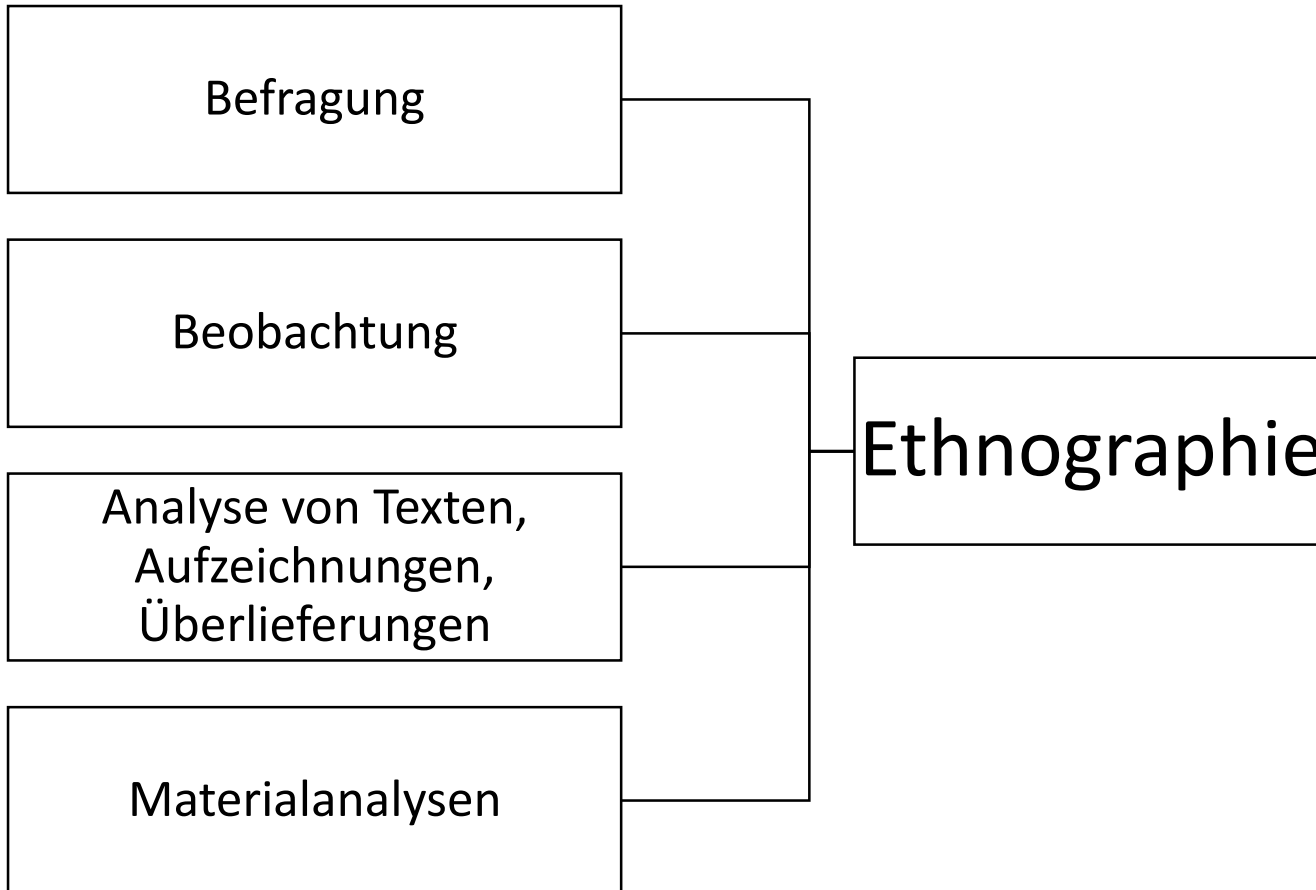 Befragung
Beobachtung
Analyse von Texten,
Aufzeichnungen,
Überlieferungen
Materialanalysen
Ethnographie